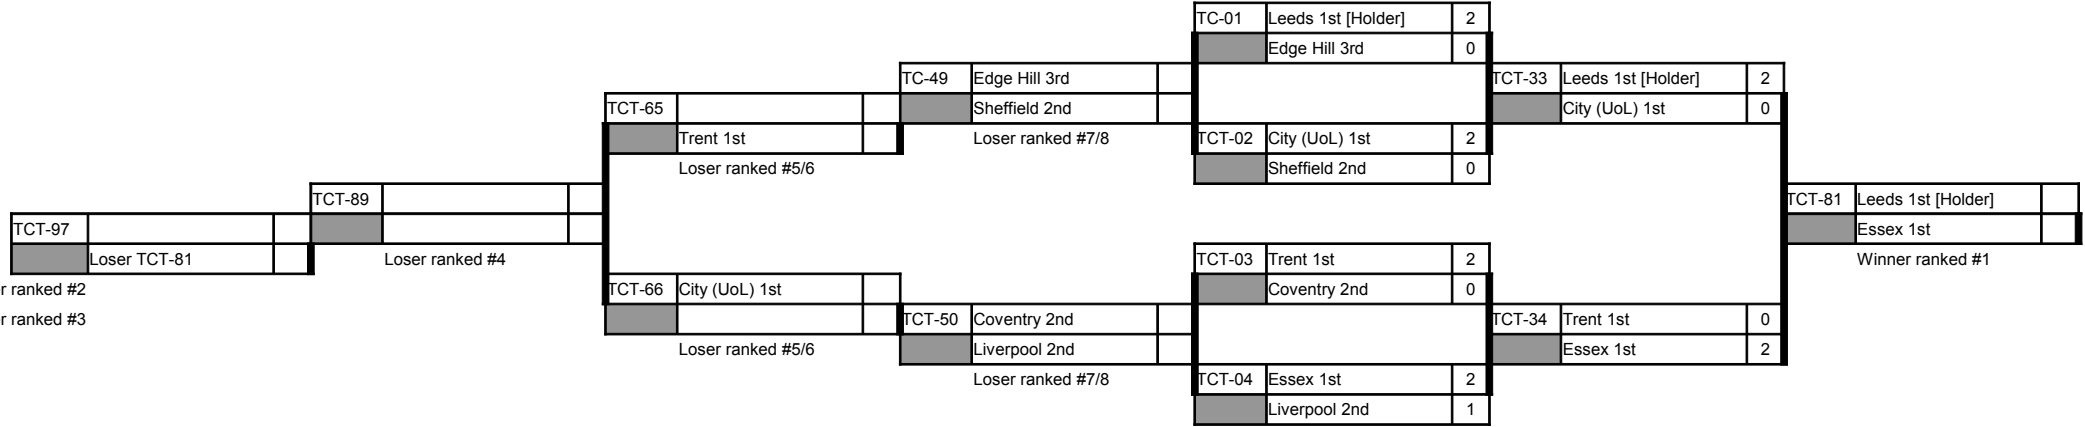 TC-01 Leeds 1st [Holder] 2
Edge Hill 3rd 0
TC-49 Edge Hill 3rd TCT-33 Leeds 1st [Holder] 2
TCT-65 Sheffield 2nd City (UoL) 1st 0
Trent 1st Loser ranked #7/8 TCT-02 City (UoL) 1st 2
Loser ranked #5/6 Sheffield 2nd 0
TCT-89 TCT-81 Leeds 1st [Holder]
TCT-97 Essex 1st
Loser TCT-81 Loser ranked #4 TCT-03 Trent 1st 2 Winner ranked #1
r ranked #2 TCT-66 City (UoL) 1st Coventry 2nd 0
r ranked #3 TCT-50 Coventry 2nd TCT-34 Trent 1st 0
Loser ranked #5/6 Liverpool 2nd Essex 1st 2
Loser ranked #7/8 TCT-04 Essex 1st 2
Liverpool 2nd 1